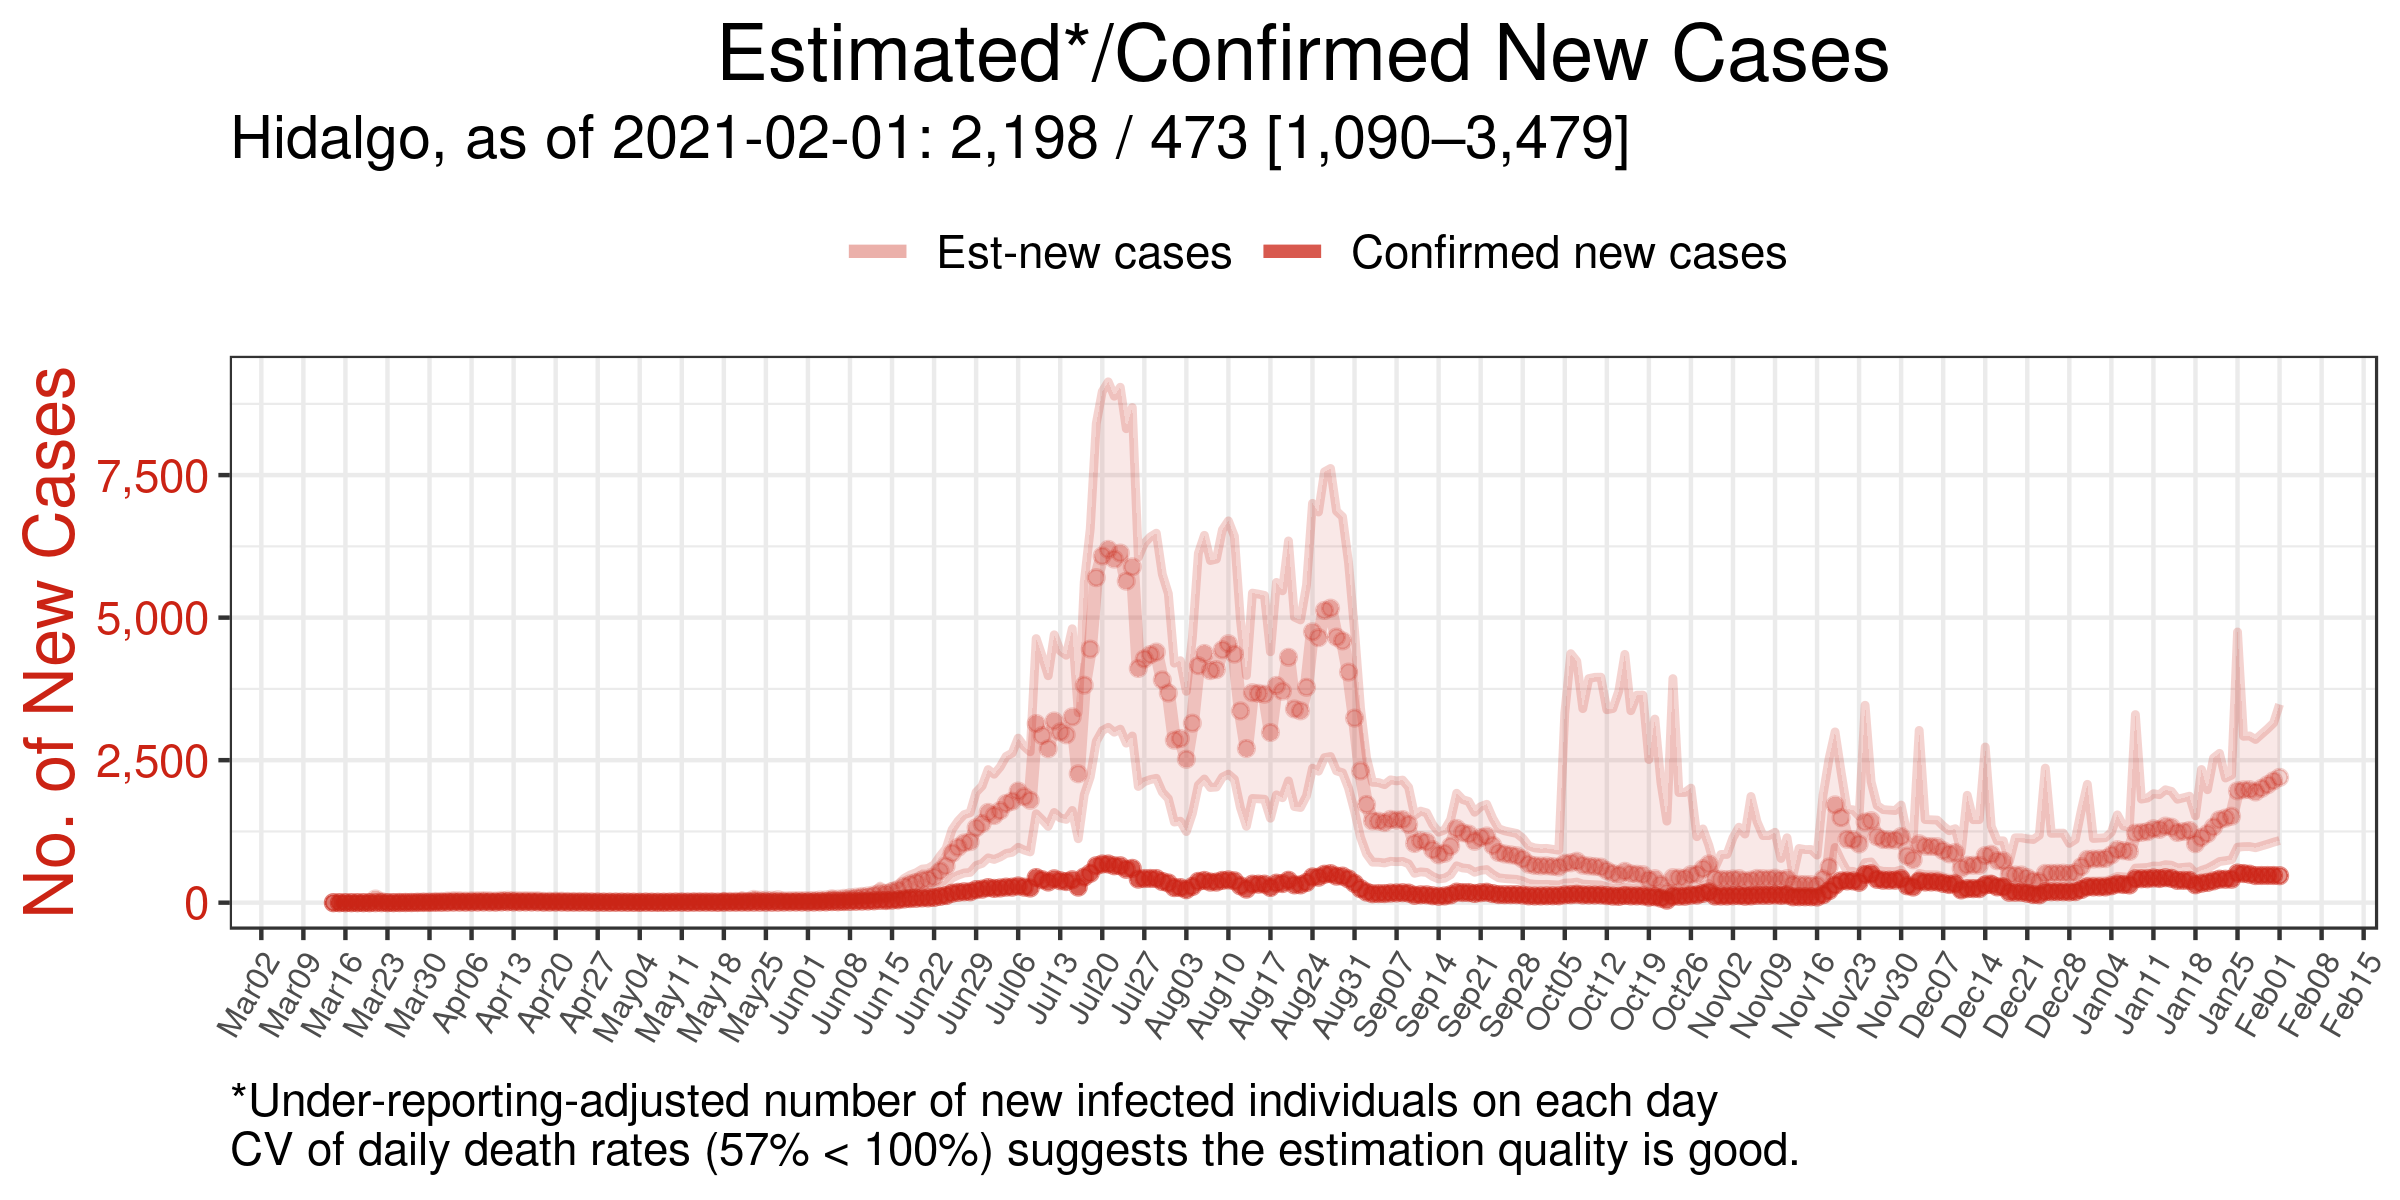 Estimated*/Confirmed New Cases
Hidalgo, as of 2021-02-01: 2,198 / 473 [1,090–3,479]
Est-new cases Confirmed new cases
No. of New Cases
7,500
5,000
2,500
0
Mar02 Mar09 Mar16 Mar23 Mar30 Apr06 Apr13 Apr20 Apr27 May04 May11 May18 May25 Jun01 Jun08 Jun15 Jun22 Jun29 Jul06 Jul13 Jul20 Jul27 Aug03 Aug10 Aug17 Aug24 Aug31 Sep07 Sep14 Sep21 Sep28 Oct05 Oct12 Oct19 Oct26 Nov02 Nov09 Nov16 Nov23 Nov30 Dec07 Dec14 Dec21 Dec28 Jan04 Jan11 Jan18 Jan25 Feb01 Feb08 Feb15
*Under-reporting-adjusted number of new infected individuals on each day
CV of daily death rates (57% < 100%) suggests the estimation quality is good.